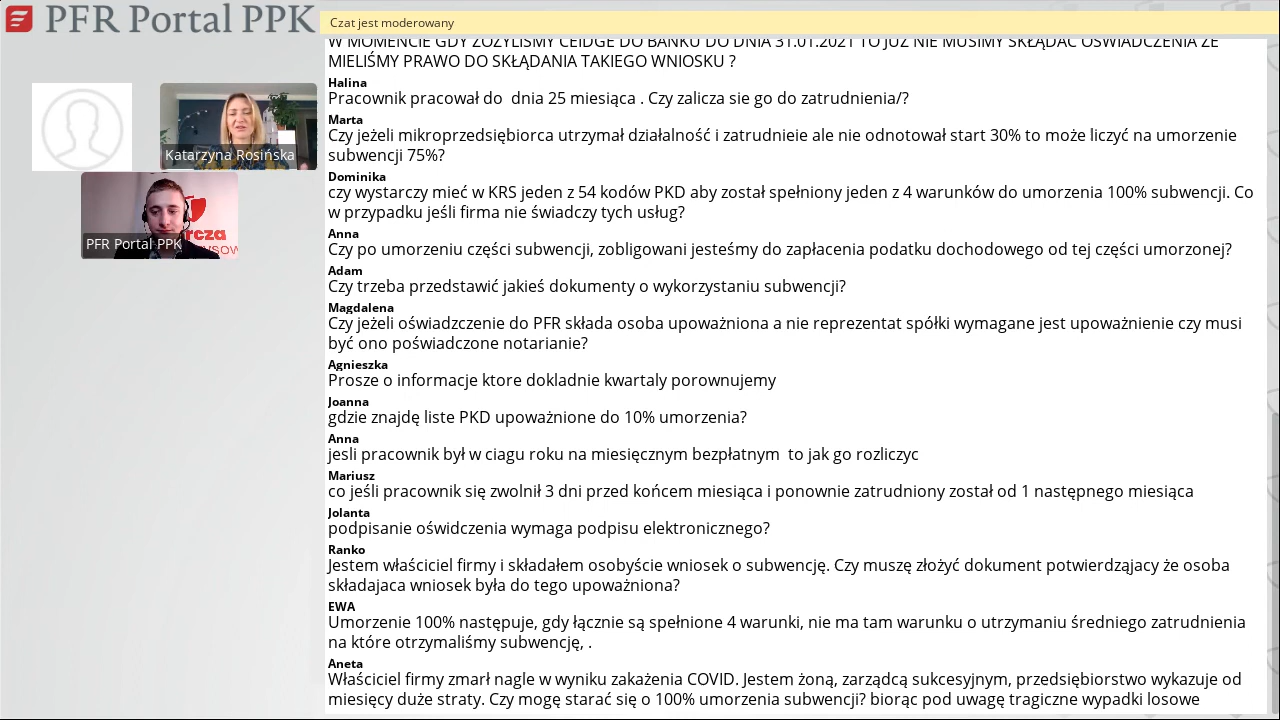 PFR Portal PPK
Czat jest moderowany
W MOMENCIE GDY ZOŻYLISMY CEIDGE DO BANKU DO DNIA 31.01.2021 TO JUŻ NIE MUSIMY SKŁĄDAĆ OŚWIADCZENIA ŻE
MIELIŚMY PRAWO DO SKŁĄDANIA TAKIEGO WNIOSKU ?
Halina
Pracownik pracował do  dnia 25 miesiąca . Czy zalicza sie go do zatrudnienia/?
Marta
Czy jeżeli mikroprzedsiębiorca utrzymał działalność i zatrudnieie ale nie odnotował start 30% to może liczyć na umorzenie
subwencji 75%?
Dominika
czy wystarczy mieć w KRS jeden z 54 kodów PKD aby został spełniony jeden z 4 warunków do umorzenia 100% subwencji. Co
w przypadku jeśli firma nie świadczy tych usług?
Anna
Czy po umorzeniu części subwencji, zobligowani jesteśmy do zapłacenia podatku dochodowego od tej części umorzonej?
Adam
Czy trzeba przedstawić jakieś dokumenty o wykorzystaniu subwencji?
Magdalena
Czy jeżeli oświadzczenie do PFR składa osoba upoważniona a nie reprezentat spółki wymagane jest upoważnienie czy musi
być ono poświadczone notarianie?
Agnieszka
Prosze o informacje ktore dokladnie kwartaly porownujemy
Joanna
gdzie znajdę liste PKD upoważnione do 10% umorzenia?
Anna
jesli pracownik był w ciagu roku na miesięcznym bezpłatnym  to jak go rozliczyc
Mariusz
co jeśli pracownik się zwolnił 3 dni przed końcem miesiąca i ponownie zatrudniony został od 1 następnego miesiąca
Jolanta
podpisanie oświdczenia wymaga podpisu elektronicznego?
Ranko
Jestem właściciel firmy i składałem osobyście wniosek o subwencję. Czy muszę złożyć dokument potwierdząjacy że osoba
składajaca wniosek była do tego upoważniona?
EWA
Umorzenie 100% następuje, gdy łącznie są spełnione 4 warunki, nie ma tam warunku o utrzymaniu średniego zatrudnienia
na które otrzymaliśmy subwencję, .
Aneta
Właściciel firmy zmarł nagle w wyniku zakażenia COVID. Jestem żoną, zarządcą sukcesyjnym, przedsiębiorstwo wykazuje od
miesięcy duże straty. Czy mogę starać się o 100% umorzenia subwencji? biorąc pod uwagę tragiczne wypadki losowe
Katarzyna Rosińska
rcza
PFR Portal PPK